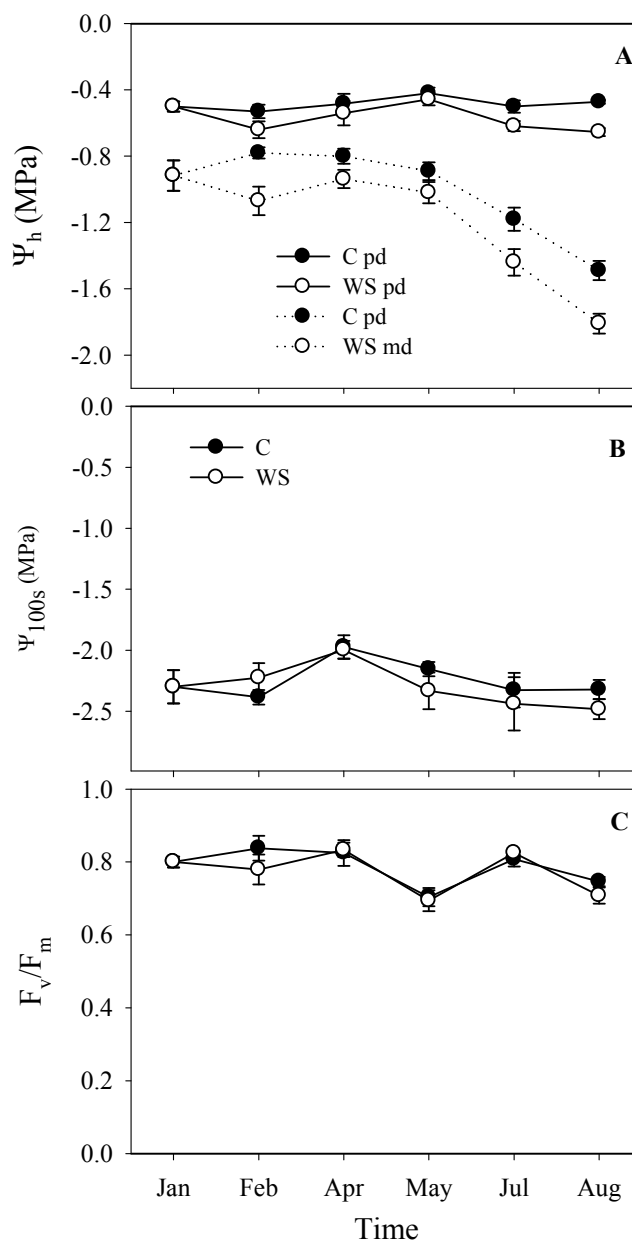 0.0
A
-0.4
-0.8
-1.2
-1.6
-2.0
Ψh (MPa)
C pd
WS pd
C pd
WS md
0.0
B
-0.5
-1.0
-1.5
-2.0
-2.5
Ψ100s (MPa)
C
WS
1.0
C
0.8
0.6
0.4
0.2
0.0
Fv/Fm
Jan Feb Apr May Jul Aug
Time